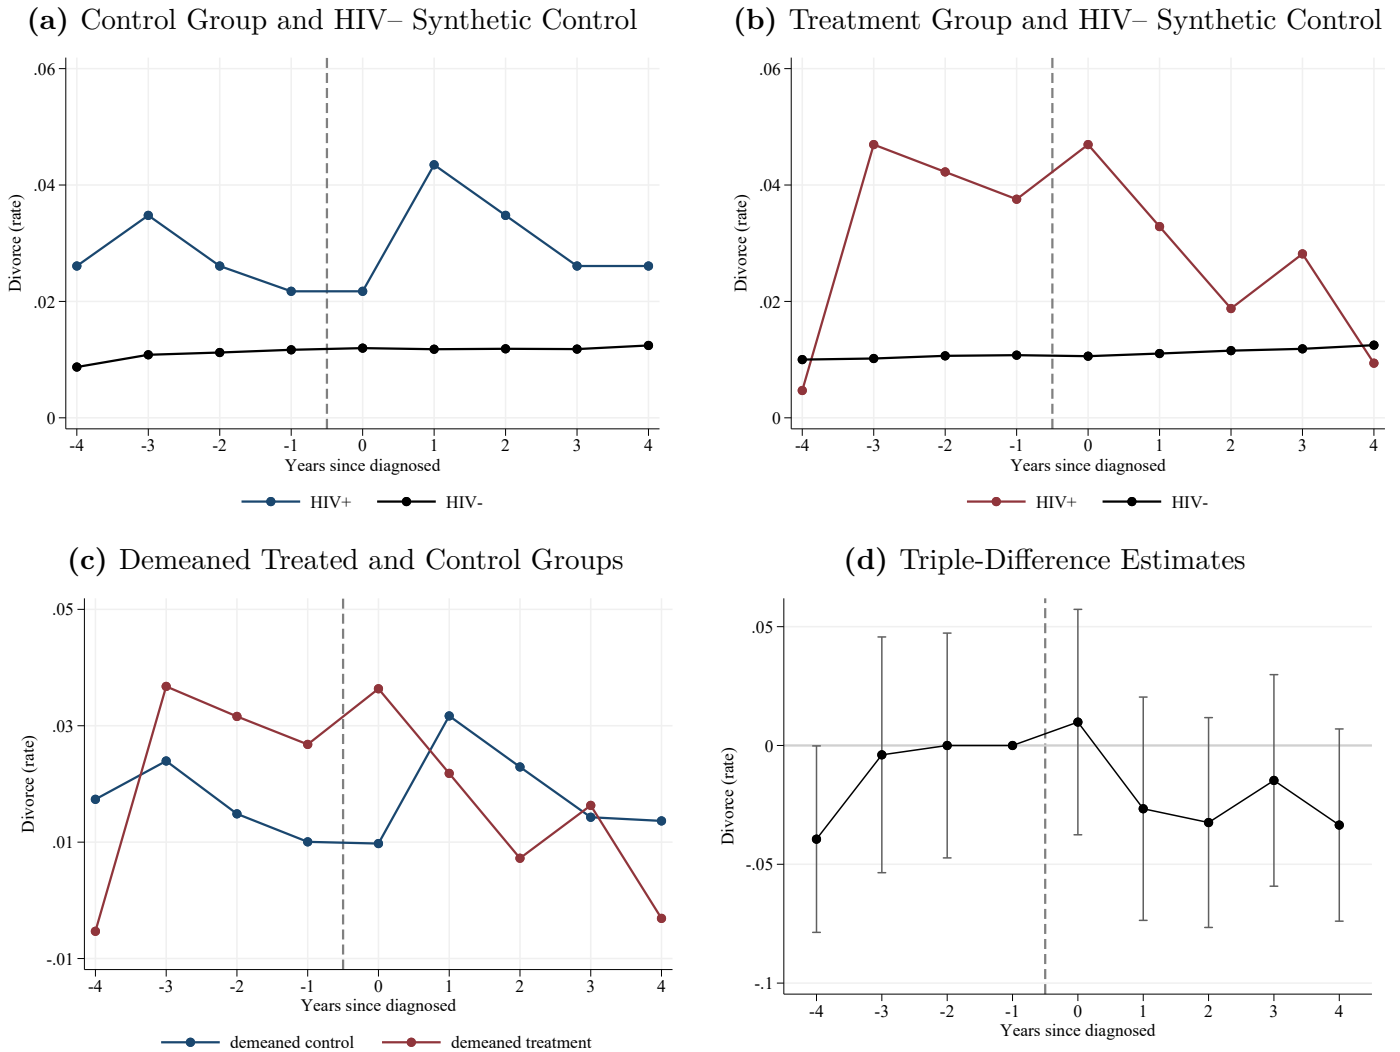 (a) Control Group and HIV– Synthetic Control
.06
.04
.02
0
Divorce (rate)
-4 -3 -2 -1 0 1 2 3 4
Years since diagnosed
HIV+ HIV-
(b) Treatment Group and HIV– Synthetic Control
.06
.04
.02
0
Divorce (rate)
-4 -3 -2 -1 0 1 2 3 4
Years since diagnosed
HIV+ HIV-
(c) Demeaned Treated and Control Groups
.05
.03
.01
-.01
Divorce (rate)
-4 -3 -2 -1 0 1 2 3 4
Years since diagnosed
demeaned control demeaned treatment
(d) Triple-Difference Estimates
.05
0
-.05
-.1
Divorce (rate)
-4 -3 -2 -1 0 1 2 3 4
Years since diagnosed